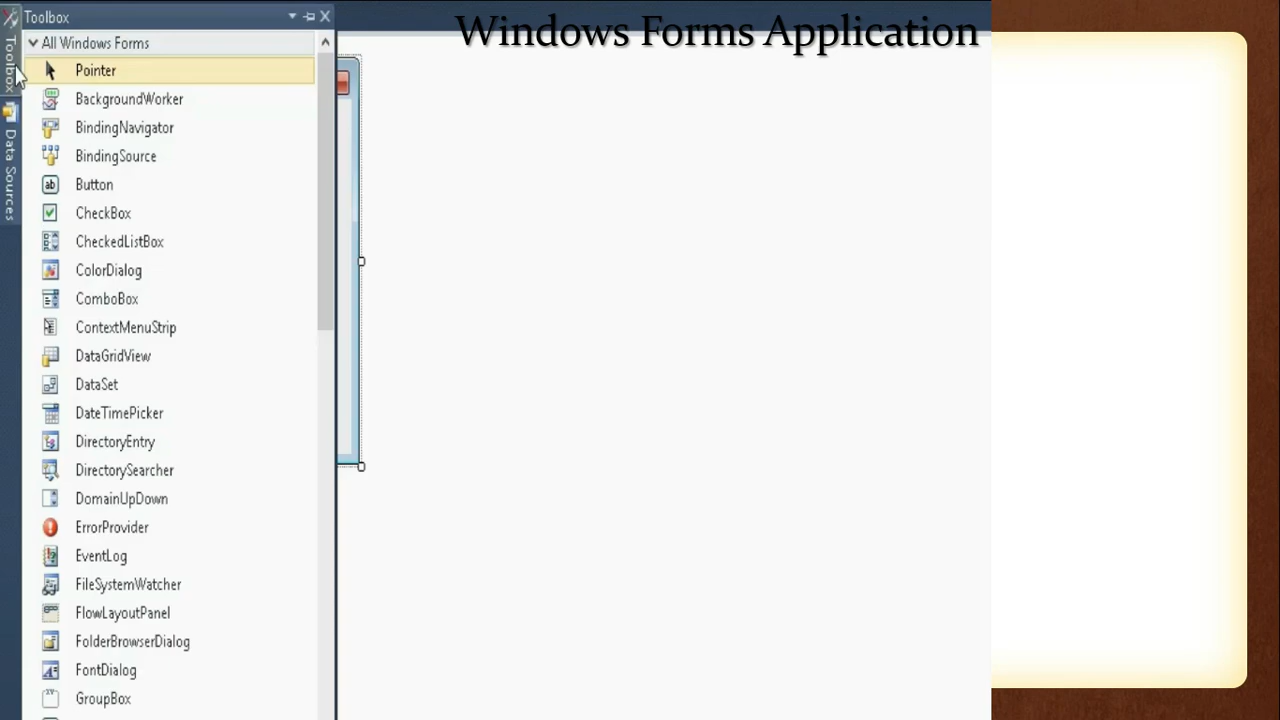 Toolbox
Windows Forms Application
All Windows Forms
Toolbox
Data Sources
Pointer
BackgroundWorker
BindingNavigator
BindingSource
ab Button
CheckBox
CheckedListBox
ColorDialog
ComboBox
ContextMenuStrip
DataGridView
DataSet
DateTimePicker
DirectoryEntry
DirectorySearcher
DomainUpDown
ErrorProvider
EventLog
FileSystemWatcher
FlowLayoutPanel
FolderBrowserDialog
FontDialog
GroupBox